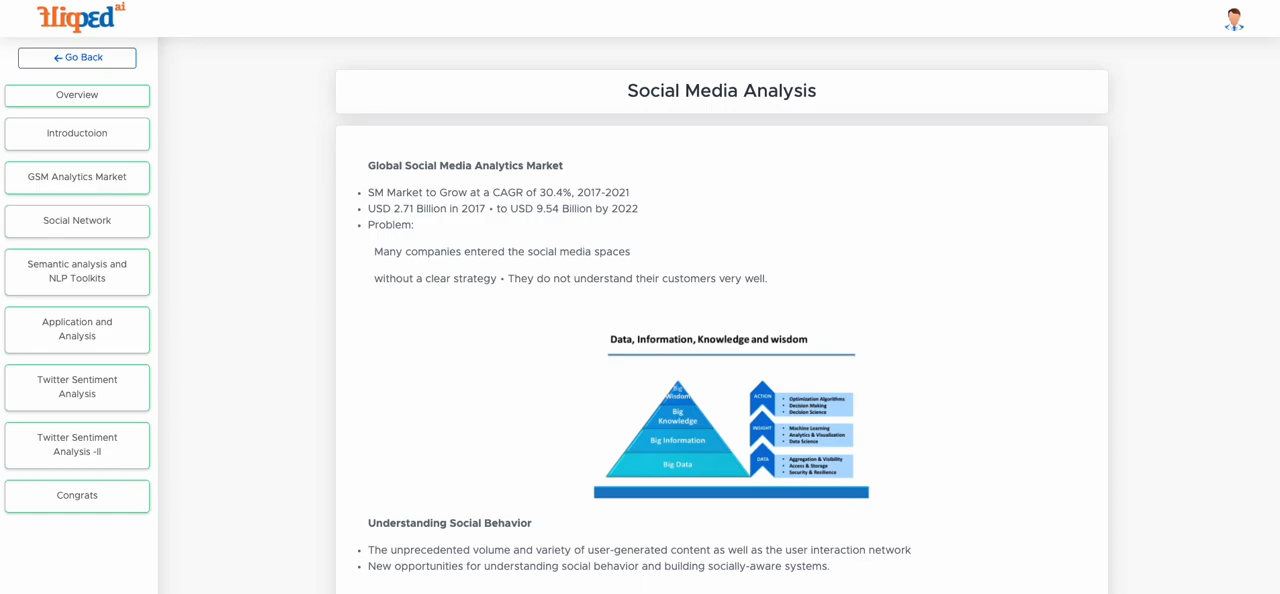 fliqped ai
← Go Back
Overview
Introductoion
GSM Analytics Market
Social Network
Semantic analysis and
NLP Toolkits
Application and
Analysis
Twitter Sentiment
Analysis
Twitter Sentiment
Analysis -II
Congrats
Social Media Analysis
Global Social Media Analytics Market
• SM Market to Grow at a CAGR of 30.4%, 2017-2021
• USD 2.71 Billion in 2017 • to USD 9.54 Billion by 2022
• Problem:
Many companies entered the social media spaces
without a clear strategy • They do not understand their customers very well.
Data, Information, Knowledge and wisdom
Big
Wisdom
Big
Knowledge
Big Information
Big Data
ACTION
• Optimization Algorithms
• Decision Making
• Decision Science
INSIGHT
• Machine Learning
• Analytics & Visualization
• Data Science
DATA
• Aggregation & Visibility
• Access & Storage
• Security & Resilience
Understanding Social Behavior
• The unprecedented volume and variety of user-generated content as well as the user interaction network
• New opportunities for understanding social behavior and building socially-aware systems.